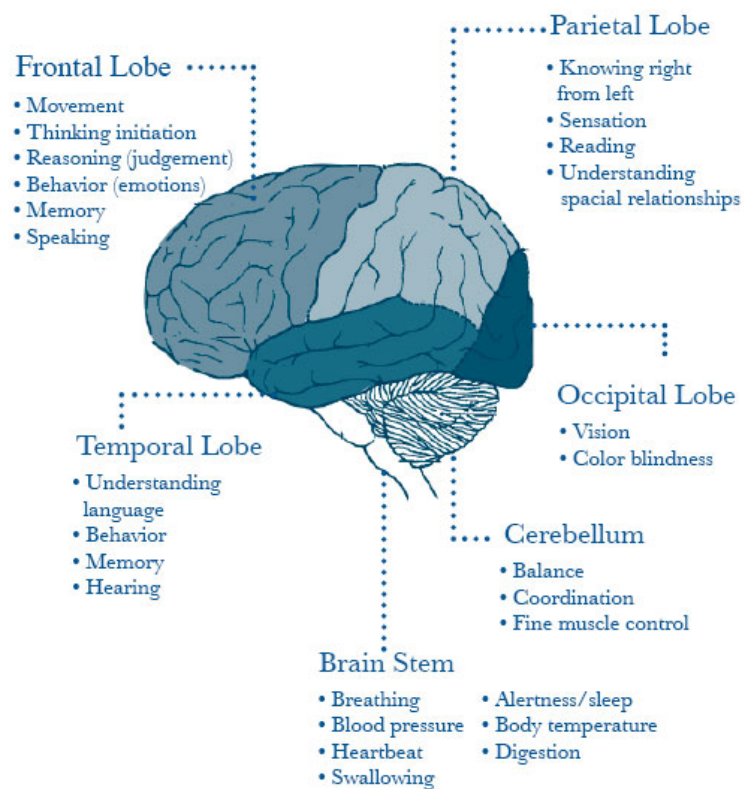 Parietal Lobe
• Knowing right
from left
• Sensation
• Reading
• Understanding
spacial relationships
Frontal Lobe
• Movement
• Thinking initiation
• Reasoning (judgement)
• Behavior (emotions)
• Memory
• Speaking
Occipital Lobe
• Vision
• Color blindness
Temporal Lobe
• Understanding
language
• Behavior
• Memory
• Hearing
Cerebellum
• Balance
• Coordination
• Fine muscle control
Brain Stem
• Breathing
• Blood pressure
• Heartbeat
• Swallowing
• Alertness/sleep
• Body temperature
• Digestion